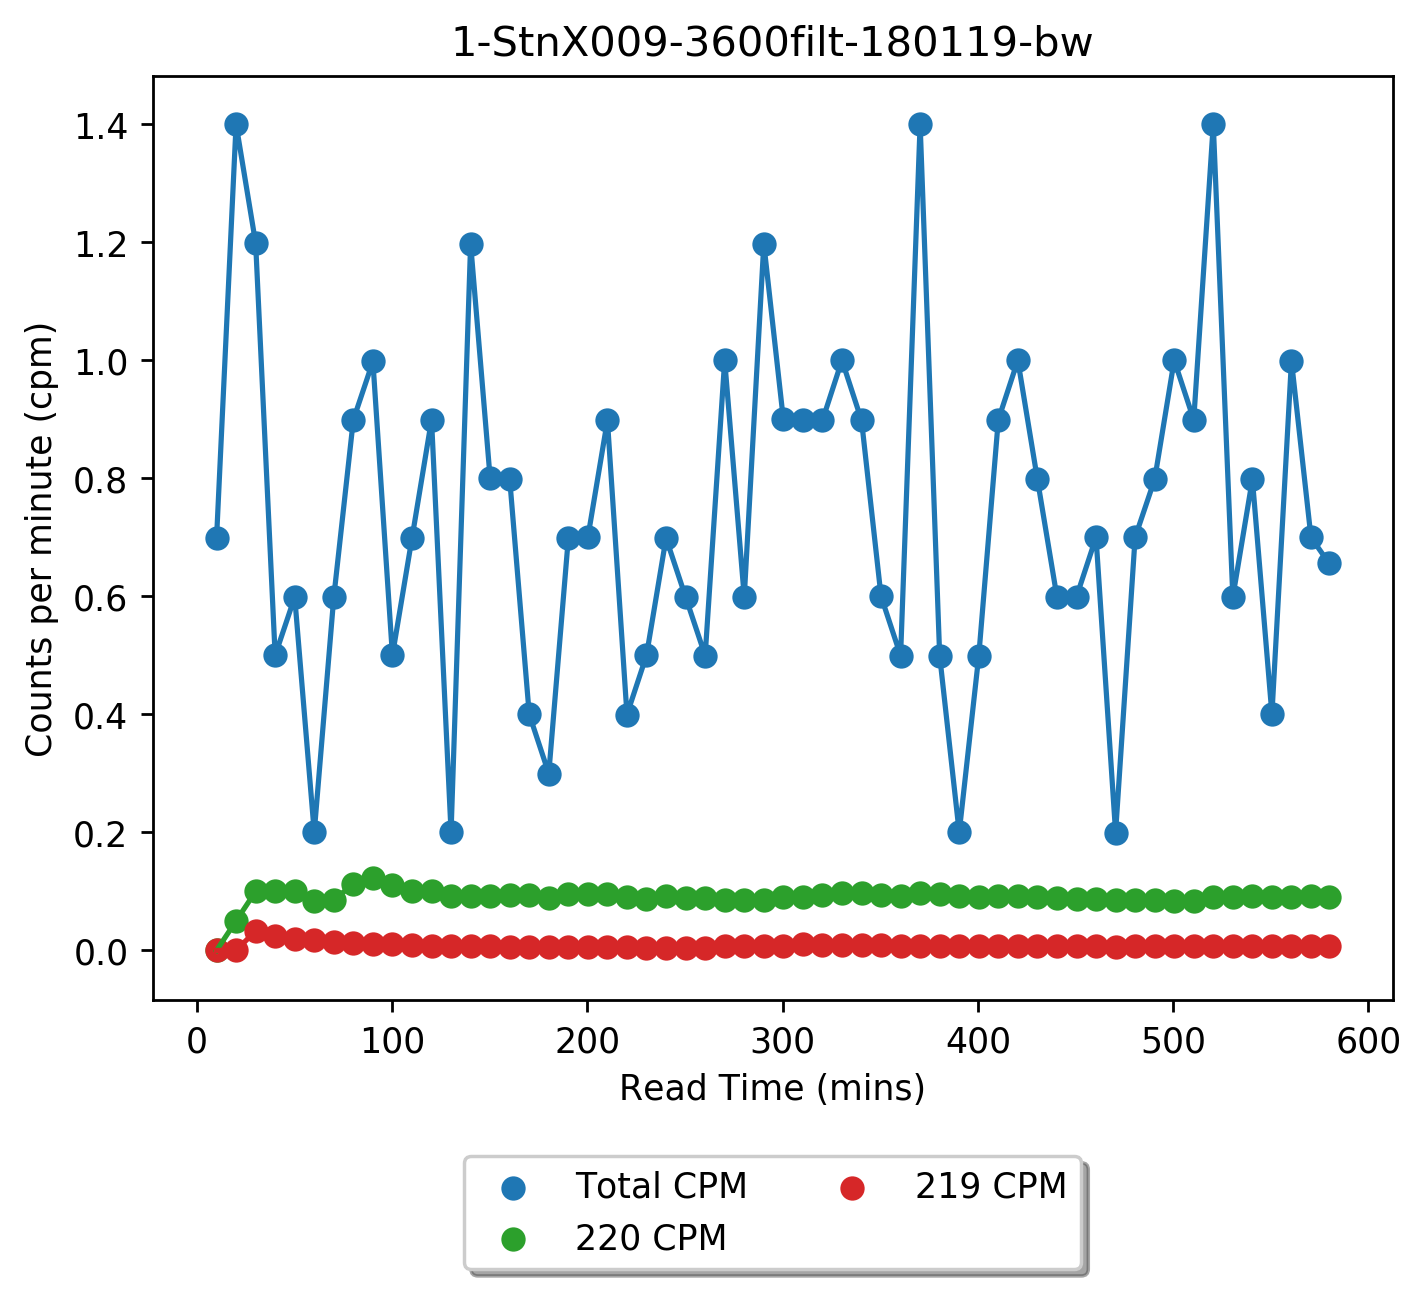 1-StnX009-3600filt-180119-bw
Counts per minute (cpm)
1.4
1.2
1.0
0.8
0.6
0.4
0.2
0.0
0 100 200 300 400 500 600
Read Time (mins)
Total CPM 219 CPM
220 CPM